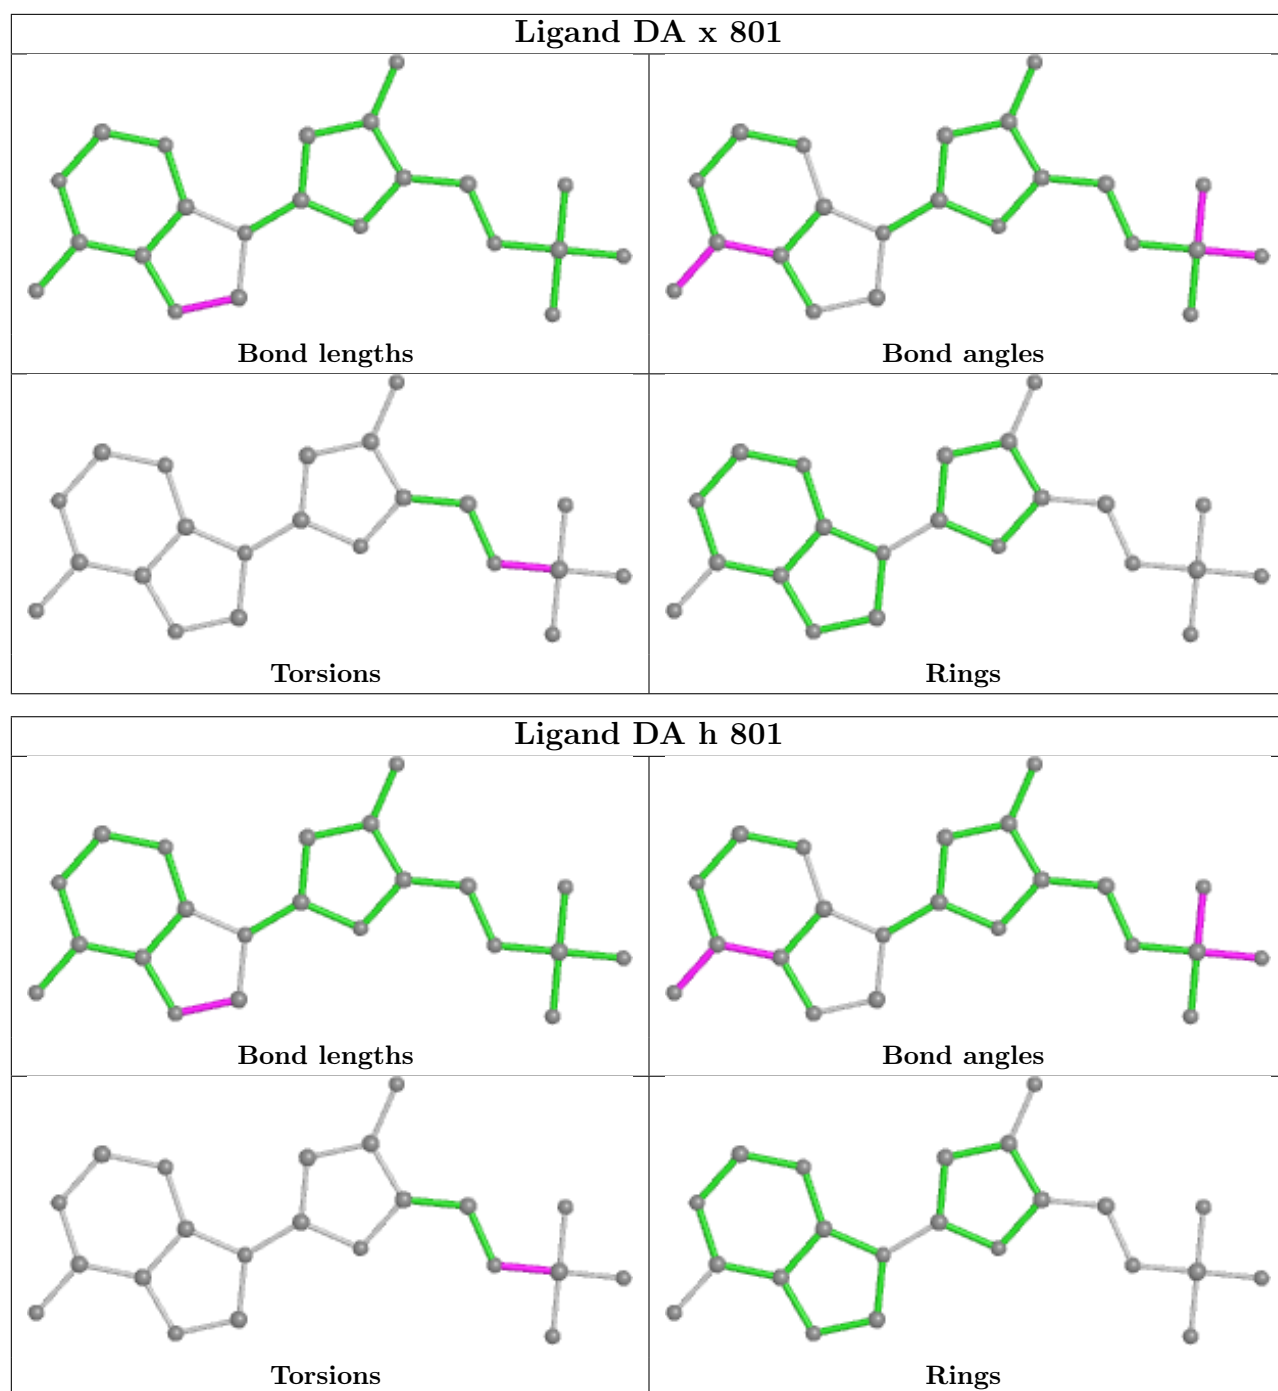 Ligand DA x 801
Bond lengths
Bond angles
Torsions
Rings
Ligand DA h 801
Bond lengths
Bond angles
Torsions
Rings